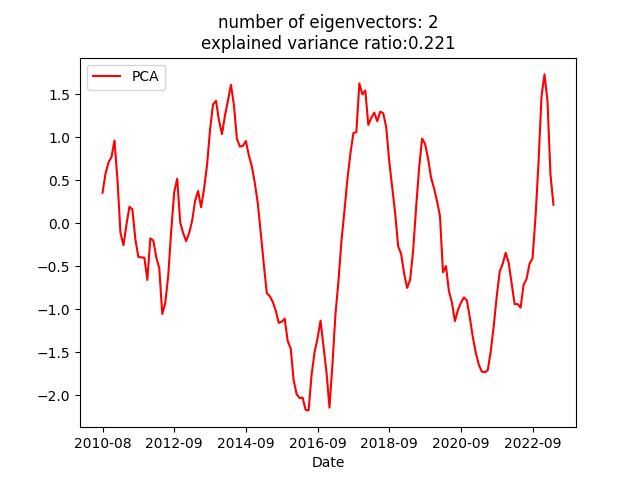 number of eigenvectors: 2
explained variance ratio:0.221
PCA
1.5
1.0
0.5
0.0
−0.5
−1.0
−1.5
−2.0
2010-08 2012-09 2014-09 2016-09 2018-09 2020-09 2022-09
Date